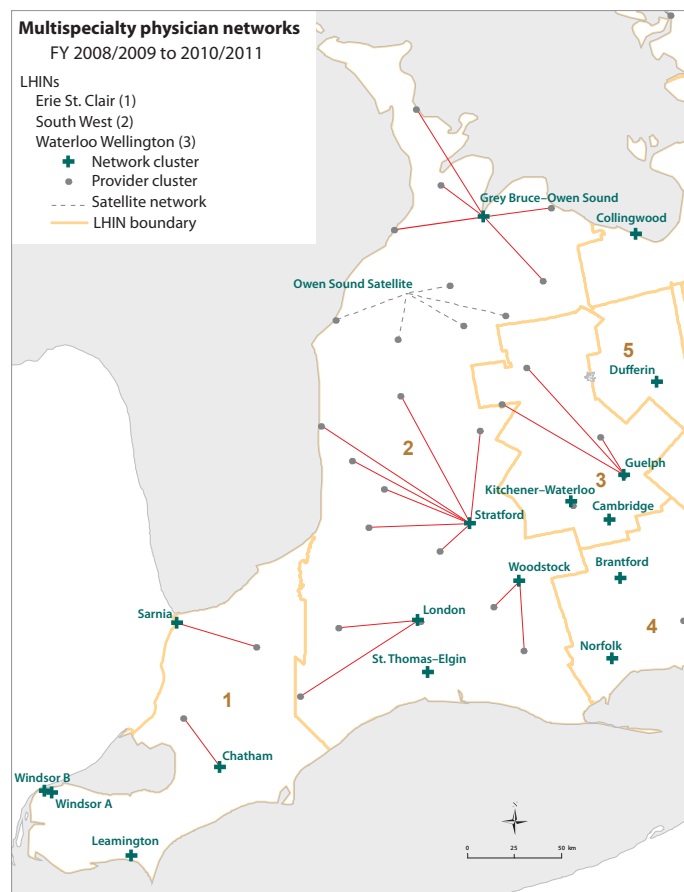 Multispecialty physician networks
FY 2008/2009 to 2010/2011
LHINs
Erie St. Clair (1)
South West (2)
Waterloo Wellington (3)
Network cluster
Provider cluster
Satellite network
LHIN boundary
Grey Bruce–Owen Sound
Collingwood
Owen Sound Satellite
5
Dufferin
2
Guelph
3
Kitchener–Waterloo
Cambridge
Stratford
Woodstock
Brantford
Sarnia
London
4
Norfolk
St. Thomas–Elgin
1
Chatham
Windsor B
Windsor A
Leamington
N
0 25 50 km